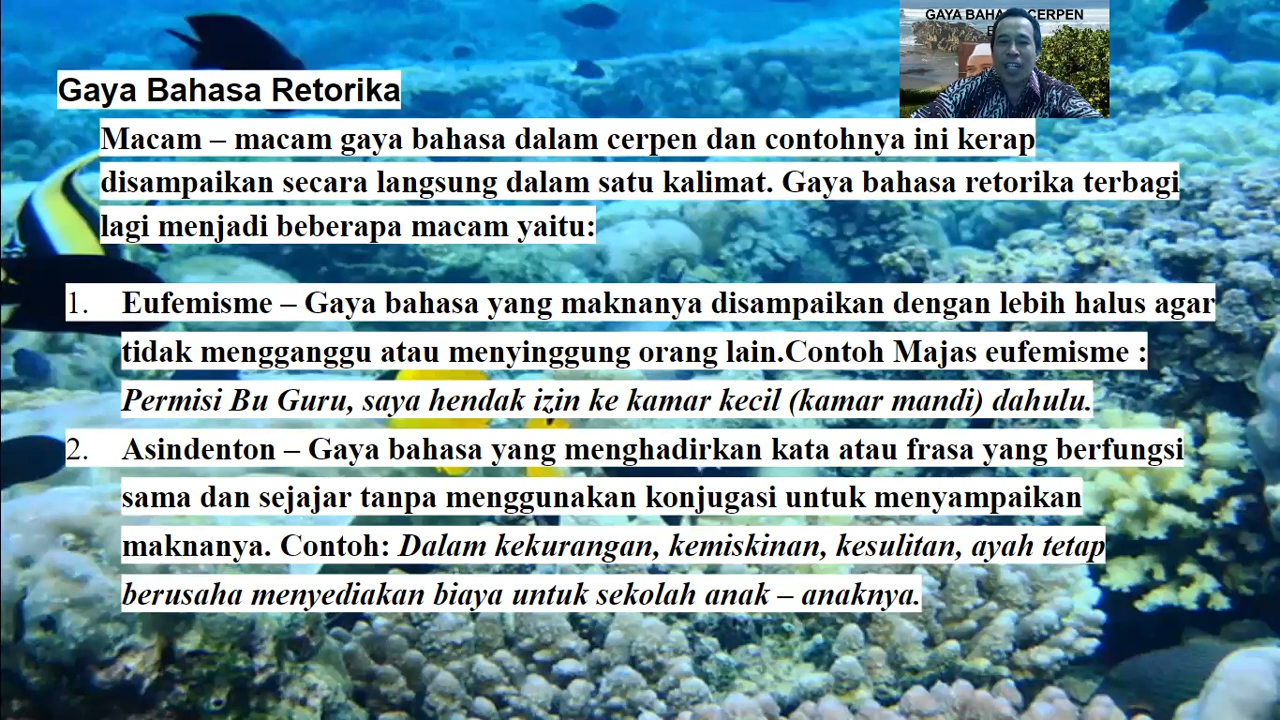 GAYA BAHASA CERPEN
Gaya Bahasa Retorika
Macam – macam gaya bahasa dalam cerpen dan contohnya ini kerap
disampaikan secara langsung dalam satu kalimat. Gaya bahasa retorika terbagi
lagi menjadi beberapa macam yaitu:
1. Eufemisme – Gaya bahasa yang maknanya disampaikan dengan lebih halus agar
tidak mengganggu atau menyinggung orang lain.Contoh Majas eufemisme :
Permisi Bu Guru, saya hendak izin ke kamar kecil (kamar mandi) dahulu.
2. Asindenton – Gaya bahasa yang menghadirkan kata atau frasa yang berfungsi
sama dan sejajar tanpa menggunakan konjugasi untuk menyampaikan
maknanya. Contoh: Dalam kekurangan, kemiskinan, kesulitan, ayah tetap
berusaha menyediakan biaya untuk sekolah anak – anaknya.